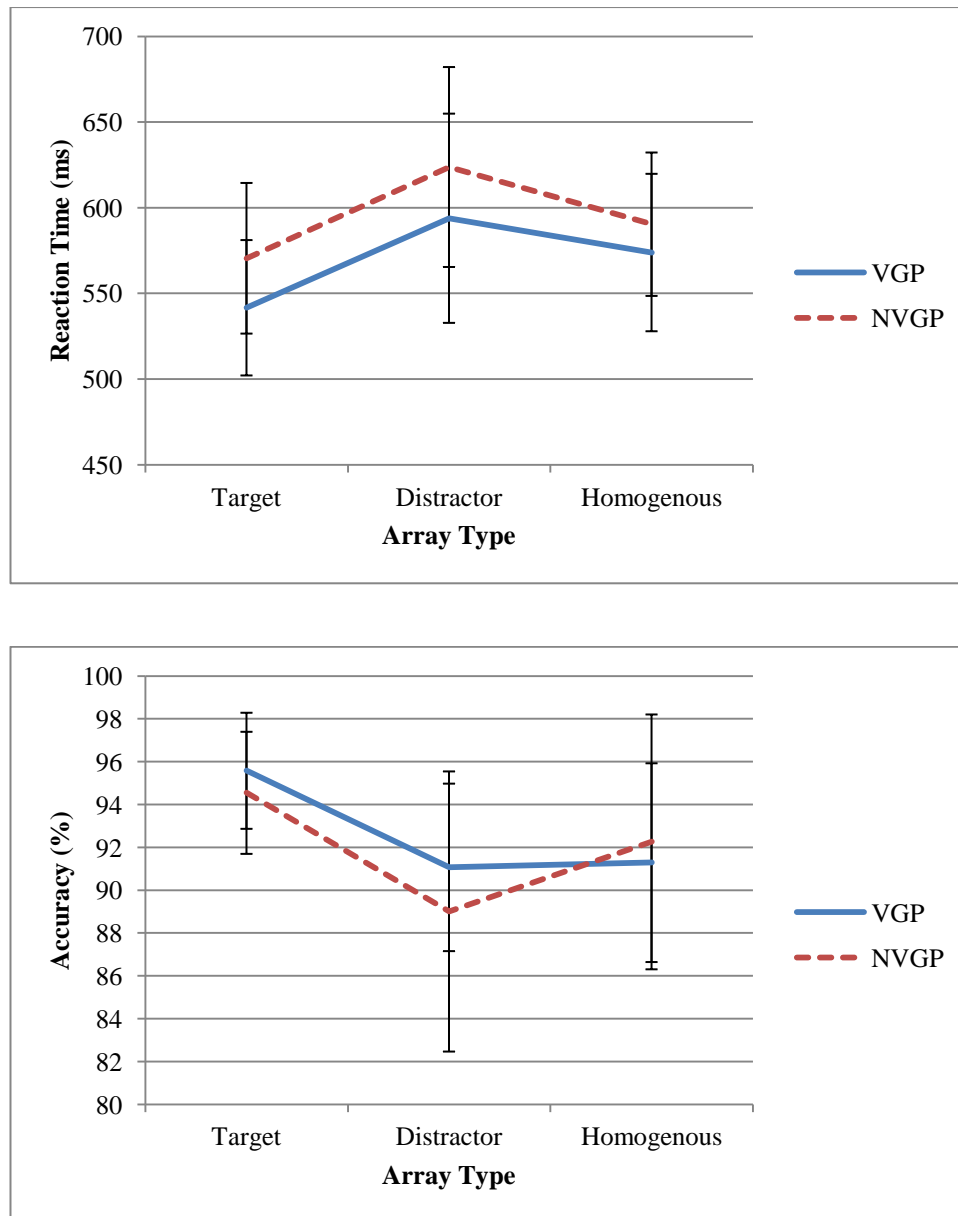 700
650
600
550
500
450
Reaction Time (ms)
Target Distractor Homogenous
Array Type
VGP
NVGP
100
98
96
94
92
90
88
86
84
82
80
Accuracy (%)
Target Distractor Homogenous
Array Type
VGP
NVGP